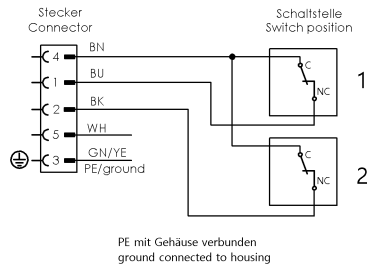 Stecker
Connector
Schaltstelle
Switch position
4 BN
1 BU
2 BK
5 WH
3 GN/YE
PE/ground
C
NC
1
C
NC
2
PE mit Gehäuse verbunden
ground connected to housing